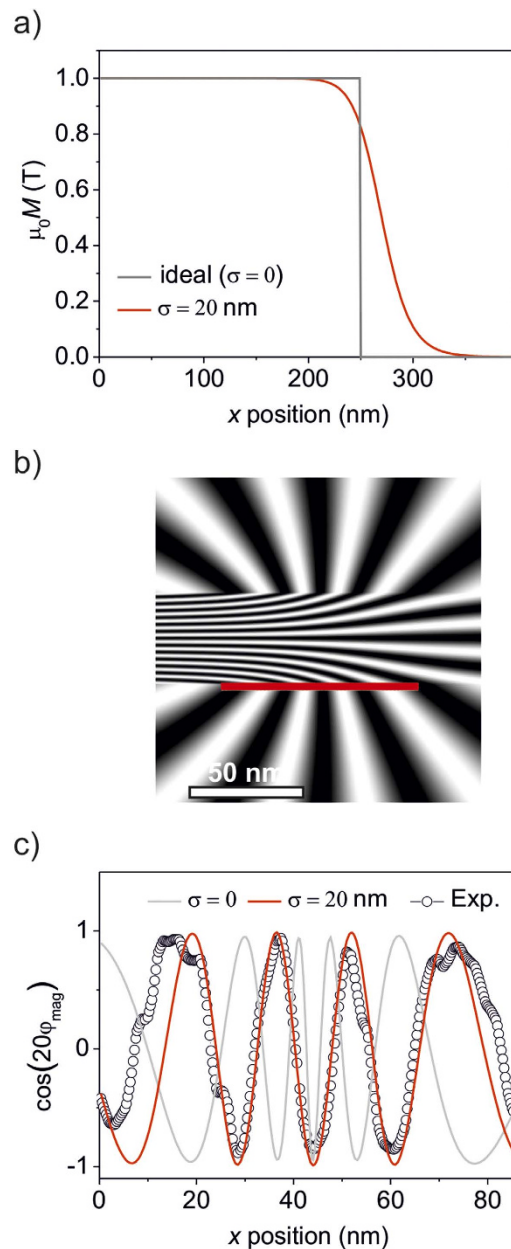 a)
1.0
0.8
0.6
0.4
0.2
0.0
μ₀M (T)
ideal (σ = 0)
σ = 20 nm
0 100 200 300
x position (nm)
b)
50 nm
c)
σ = 0 σ = 20 nm Exp.
1
0
-1
cos(20φmag)
0 20 40 60 80
x position (nm)